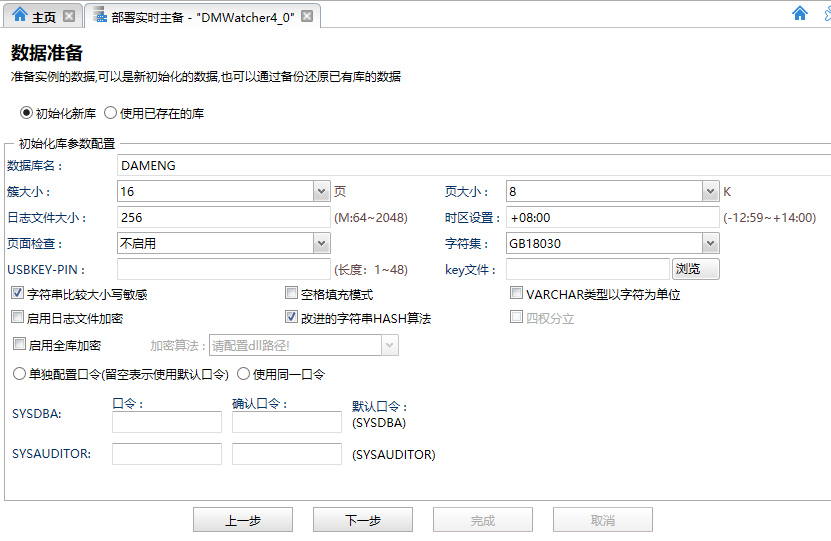 主页 部署实时主备 - "DMWatcher4_0"
数据准备
准备实例的数据,可以是新初始化的数据,也可以通过备份还原已有库的数据
初始化新库 使用已存在的库
初始化库参数配置
数据库名： DAMENG
簇大小： 16 页 页大小： 8 K
日志文件大小： 256 (M:64~2048) 时区设置： +08:00 (-12:59~+14:00)
页面检查： 不启用 字符集： GB18030
USBKEY-PIN： (长度：1~48) key文件： 浏览
字符串比较大小写敏感 空格填充模式 VARCHAR类型以字符为单位
启用日志文件加密 改进的字符串HASH算法 四权分立
启用全库加密 加密算法： 请配置dll路径!
单独配置口令(留空表示使用默认口令) 使用同一口令
口令： 确认口令： 默认口令：
SYSDBA: (SYSDBA)
SYSAUDITOR: (SYSAUDITOR)
上一步 下一步 完成 取消